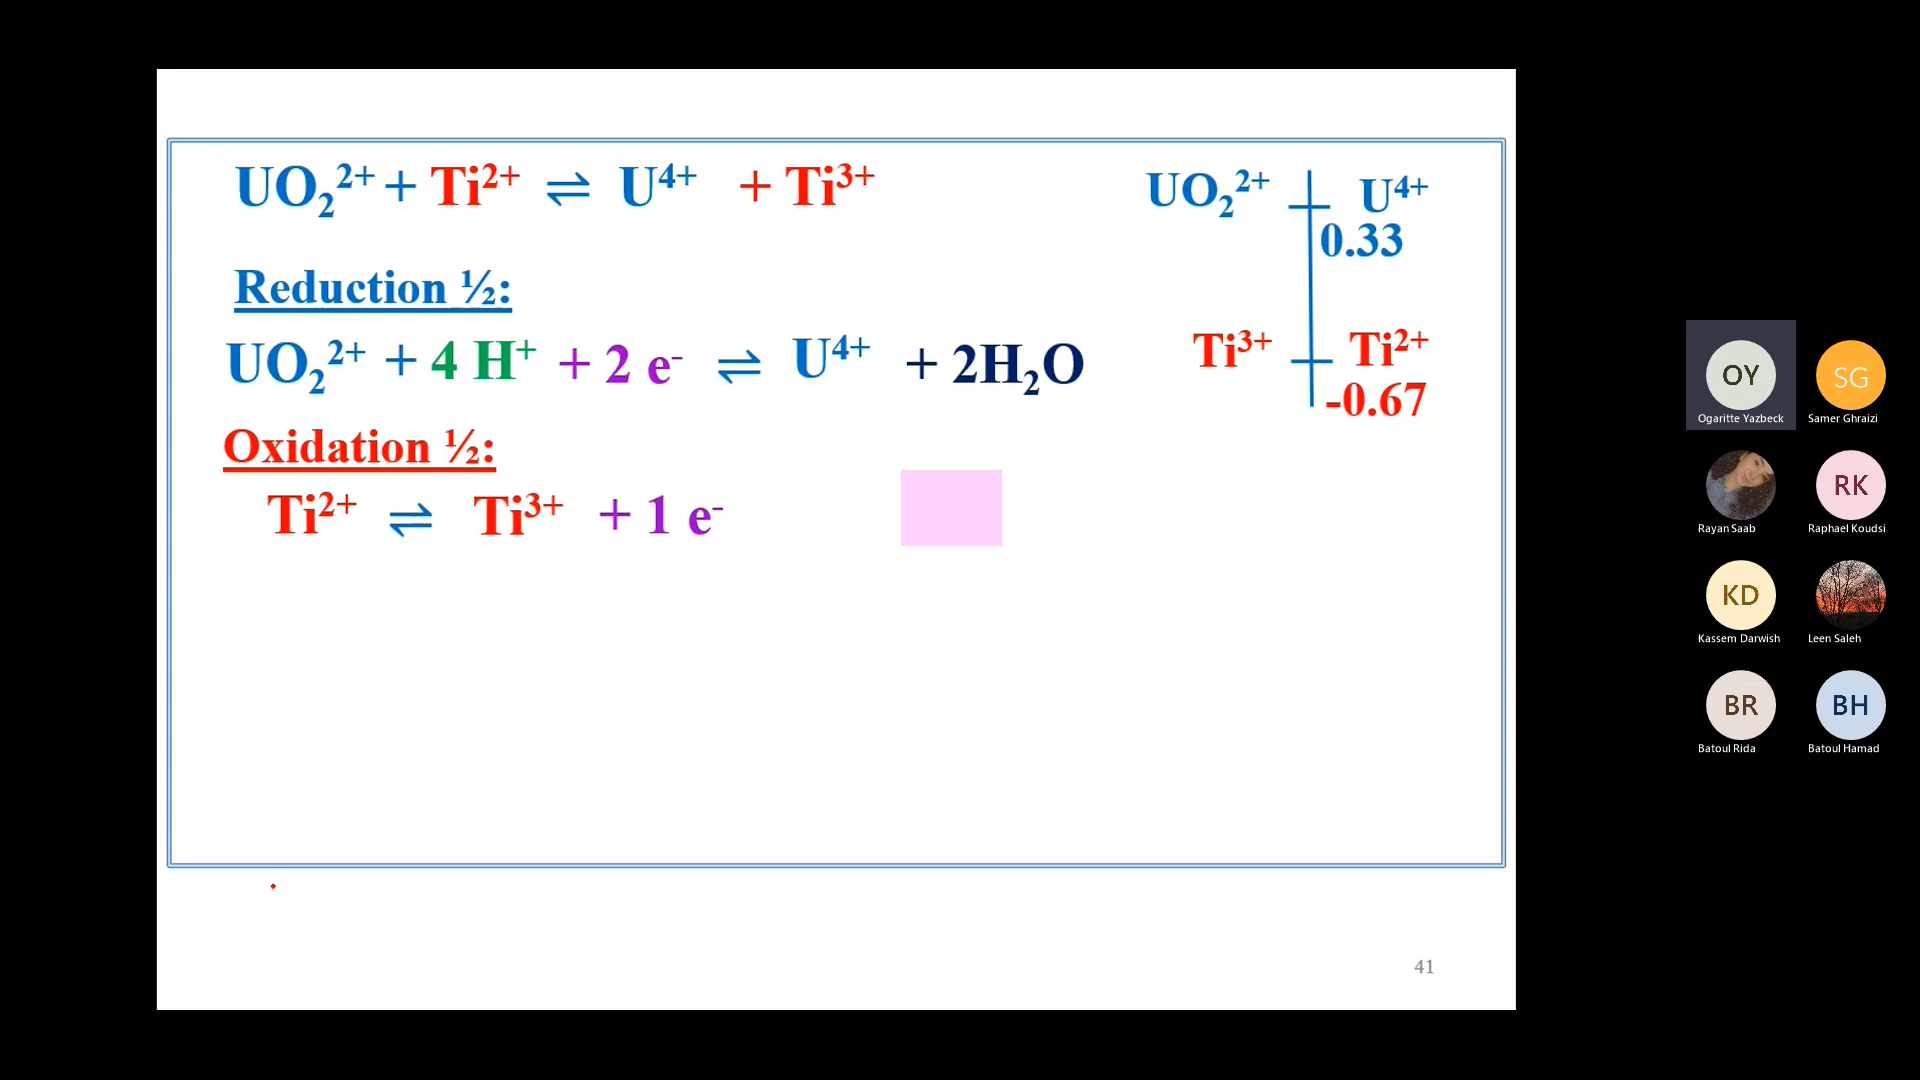 UO₂²⁺ + Ti²⁺ ⇌ U⁴⁺ + Ti³⁺
Reduction ½:
UO₂²⁺ + 4 H⁺ + 2 e⁻ ⇌ U⁴⁺ + 2H₂O
Oxidation ½:
Ti²⁺ ⇌ Ti³⁺ + 1 e⁻
UO₂²⁺ U⁴⁺
0.33
Ti³⁺ Ti²⁺
-0.67
41
OY
Ogaritte Yazbeck
SG
Samer Ghraizi
Rayan Saab
RK
Raphael Koudsi
KD
Kassem Darwish
Leen Saleh
BR
Batoul Rida
BH
Batoul Hamad